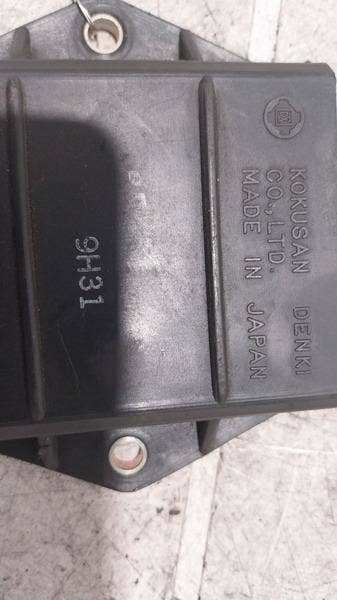 KOKUSAN DENKI
CO.,LTD.
MADE IN JAPAN
9H31